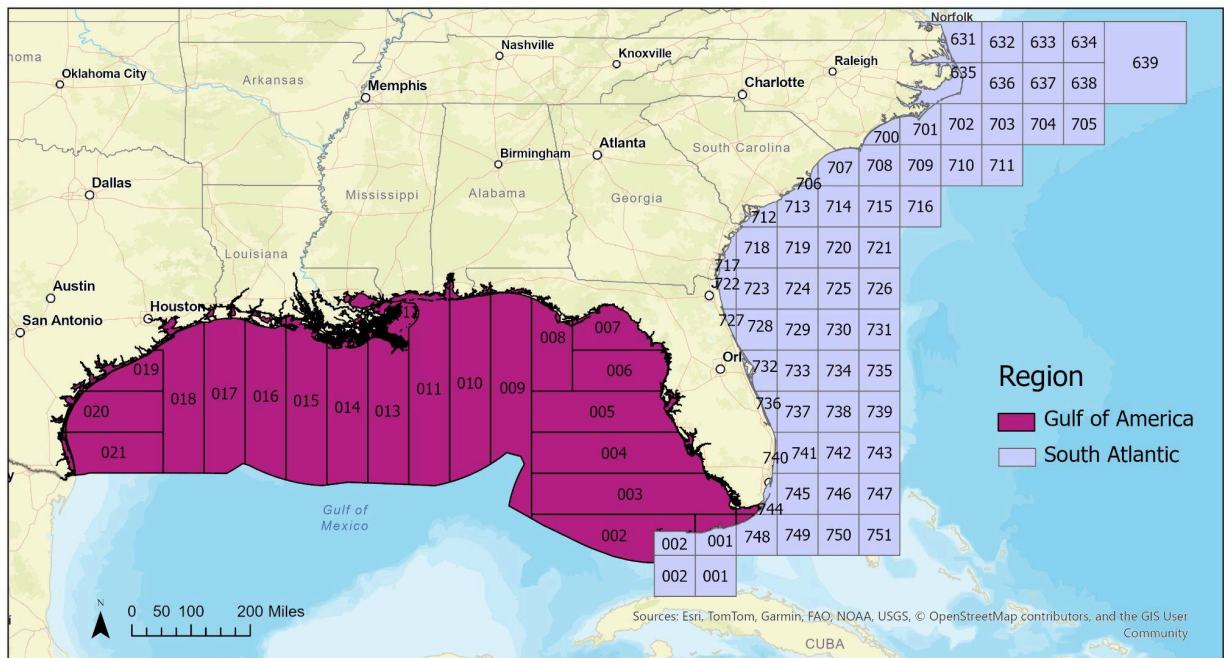 Norfolk
Nashville
Knoxville
homa
Oklahoma City
Arkansas
Memphis
Charlotte
Raleigh
631
632
633
634
639
635
636
637
638
Birmingham
Atlanta
South Carolina
700
701
702
703
704
705
Dallas
Mississippi
Alabama
Georgia
706
707
708
709
710
711
712
713
714
715
716
Louisiana
717
718
719
720
721
Austin
Houston
722
723
724
725
726
San Antonio
727
728
729
730
731
008
007
Orl
732
733
734
735
019
006
018
017
016
015
014
013
011
010
009
020
005
736
737
738
739
021
004
740
741
742
743
003
744
745
746
747
Gulf of
Mexico
002
002
001
748
749
750
751
002
001
Region
Gulf of America
South Atlantic
N
0 50 100 200 Miles
Sources: Esri, TomTom, Garmin, FAO, NOAA, USGS, © OpenStreetMap contributors, and the GIS User
Community
CUBA